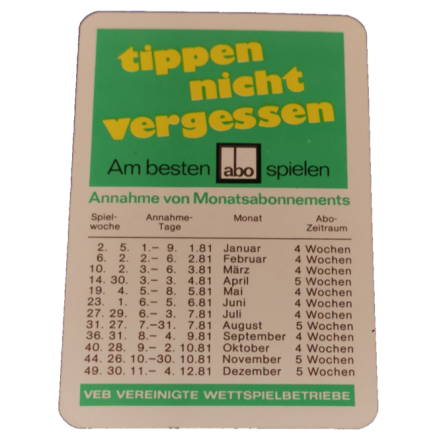 tippen
nicht
vergessen
Am besten abo spielen
Annahme von Monatsabonnements
Spiel- Annahme- Monat Abo-
woche Tage Zeitraum
2. 5. 1.– 9. 1.81 Januar 4 Wochen
6. 2. 2.– 6. 2.81 Februar 4 Wochen
10. 2. 3.– 6. 3.81 März 4 Wochen
14. 30. 3.– 3. 4.81 April 5 Wochen
19. 4. 5.– 8. 5.81 Mai 4 Wochen
23. 1. 6.– 5. 6.81 Juni 4 Wochen
27. 29. 6.– 3. 7.81 Juli 4 Wochen
31. 27. 7.–31. 7.81 August 5 Wochen
36. 31. 8.– 4. 9.81 September 4 Wochen
40. 28. 9.– 2. 10.81 Oktober 4 Wochen
44. 26. 10.–30. 10.81 November 5 Wochen
49. 30. 11.– 4. 12.81 Dezember 5 Wochen
VEB VEREINIGTE WETTSPIELBETRIEBE